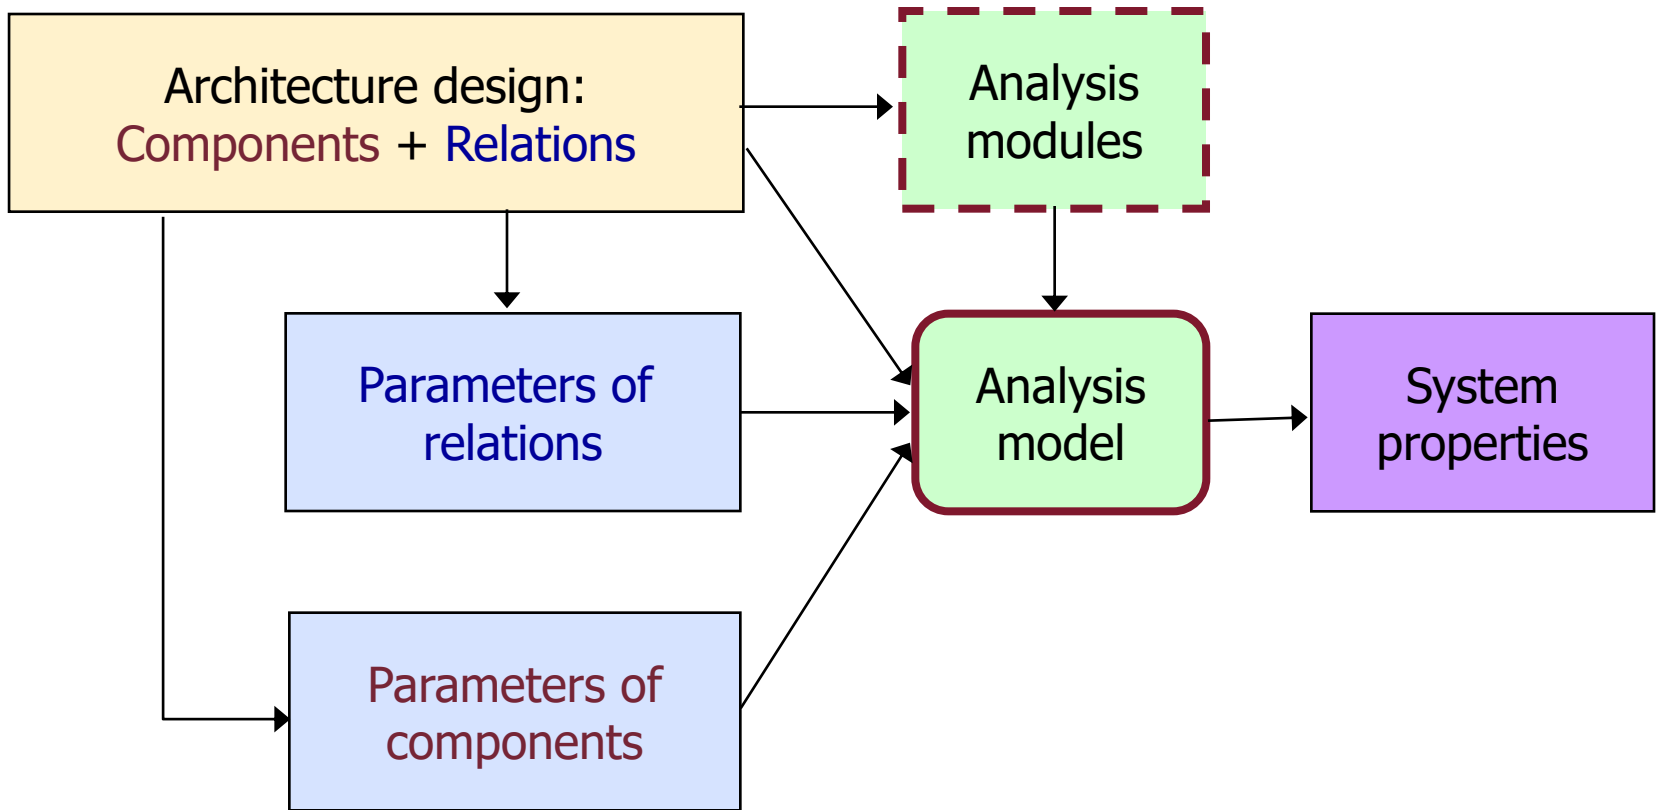 Architecture design:
Components + Relations
Analysis
modules
Parameters of
relations
Analysis
model
System
properties
Parameters of
components